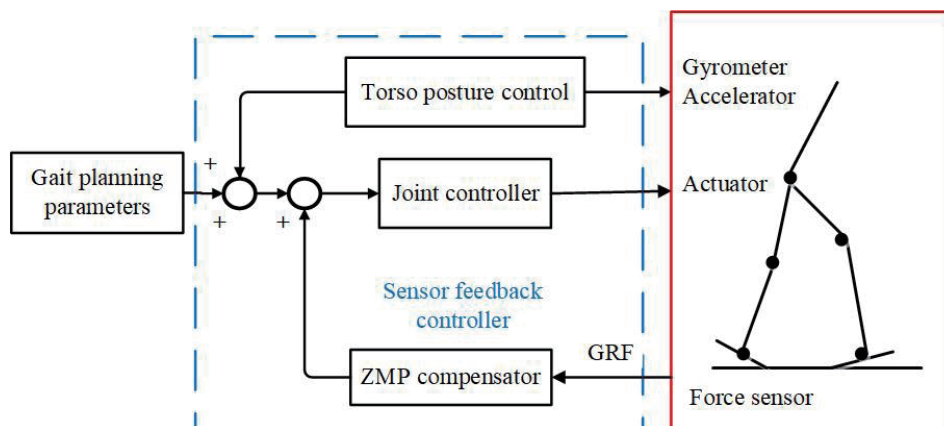 Torso posture control
Gyrometer
Accelerator
+
Gait planning
parameters
Joint controller
Actuator
+
+
Sensor feedback
controller
GRF
ZMP compensator
Force sensor